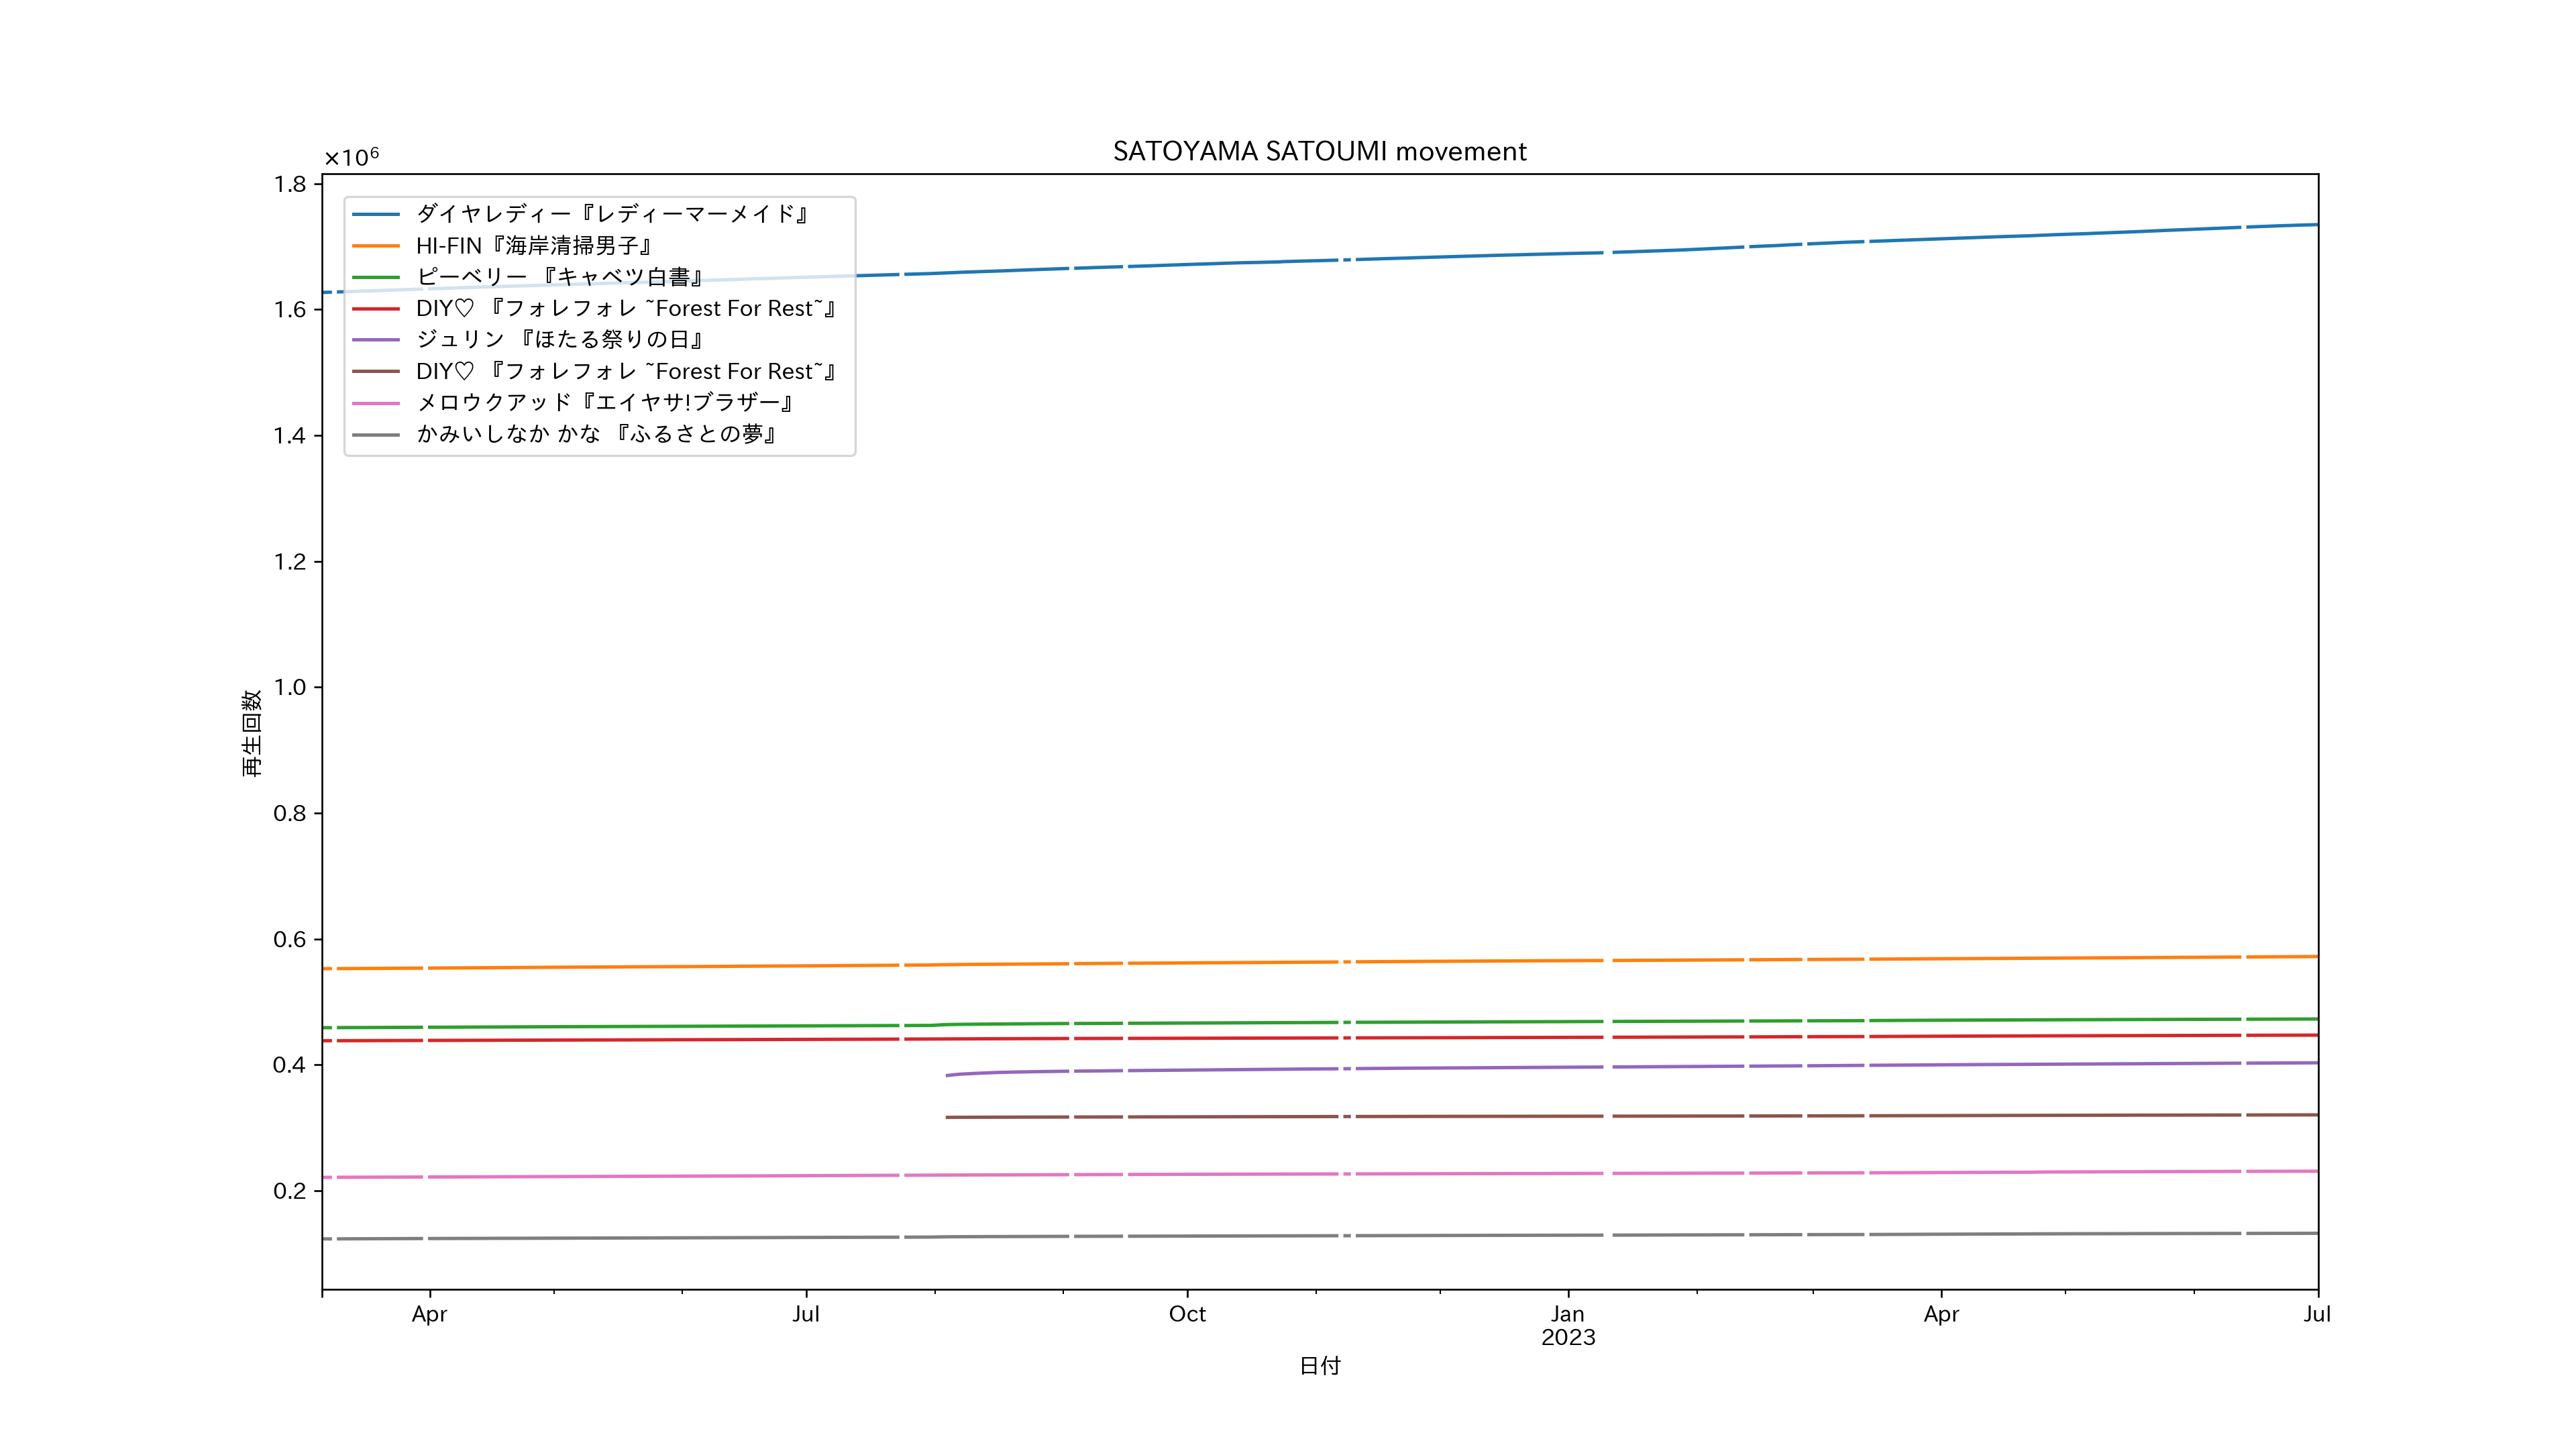 SATOYAMA SATOUMI movement
×10⁶
1.8
1.6
1.4
1.2
1.0
0.8
0.6
0.4
0.2
再生回数
ダイヤレディー『レディーマーメイド』
HI-FIN『海岸清掃男子』
ピーベリー 『キャベツ白書』
DIY♡ 『フォレフォレ ~Forest For Rest~』
ジュリン 『ほたる祭りの日』
DIY♡ 『フォレフォレ ~Forest For Rest~』
メロウクアッド『エイヤサ!ブラザー』
かみいしなか かな 『ふるさとの夢』
Apr Jul Oct Jan Apr Jul
2023
日付